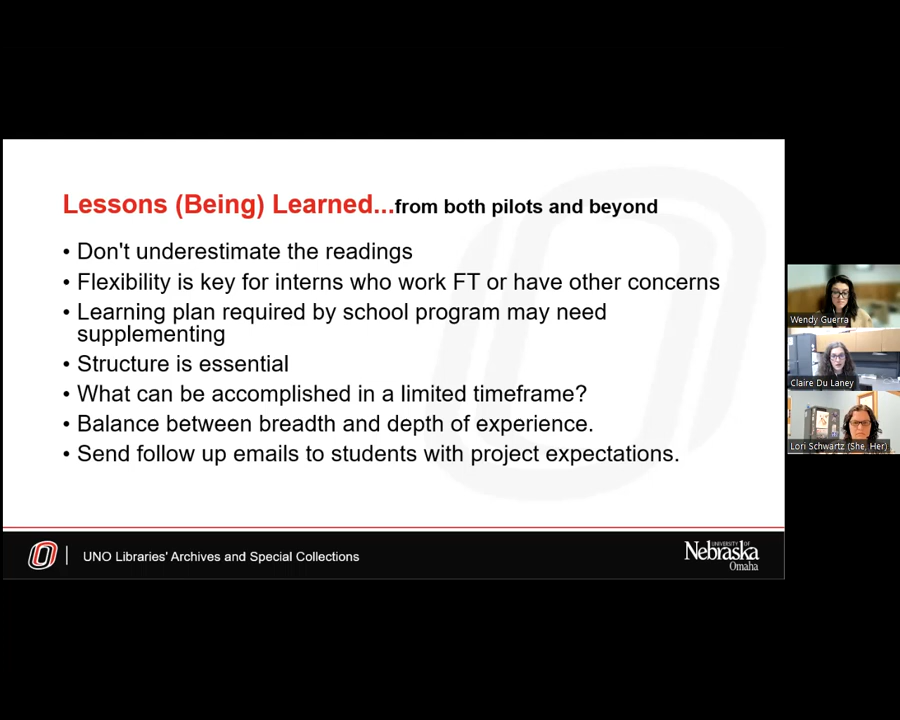 Lessons (Being) Learned...from both pilots and beyond
• Don't underestimate the readings
• Flexibility is key for interns who work FT or have other concerns
• Learning plan required by school program may need
supplementing
• Structure is essential
• What can be accomplished in a limited timeframe?
• Balance between breadth and depth of experience.
• Send follow up emails to students with project expectations.
UNO Libraries' Archives and Special Collections
UNIVERSITY OF
Nebraska
Omaha
Wendy Guerra
Claire Du Laney
Lori Schwartz (She, Her)